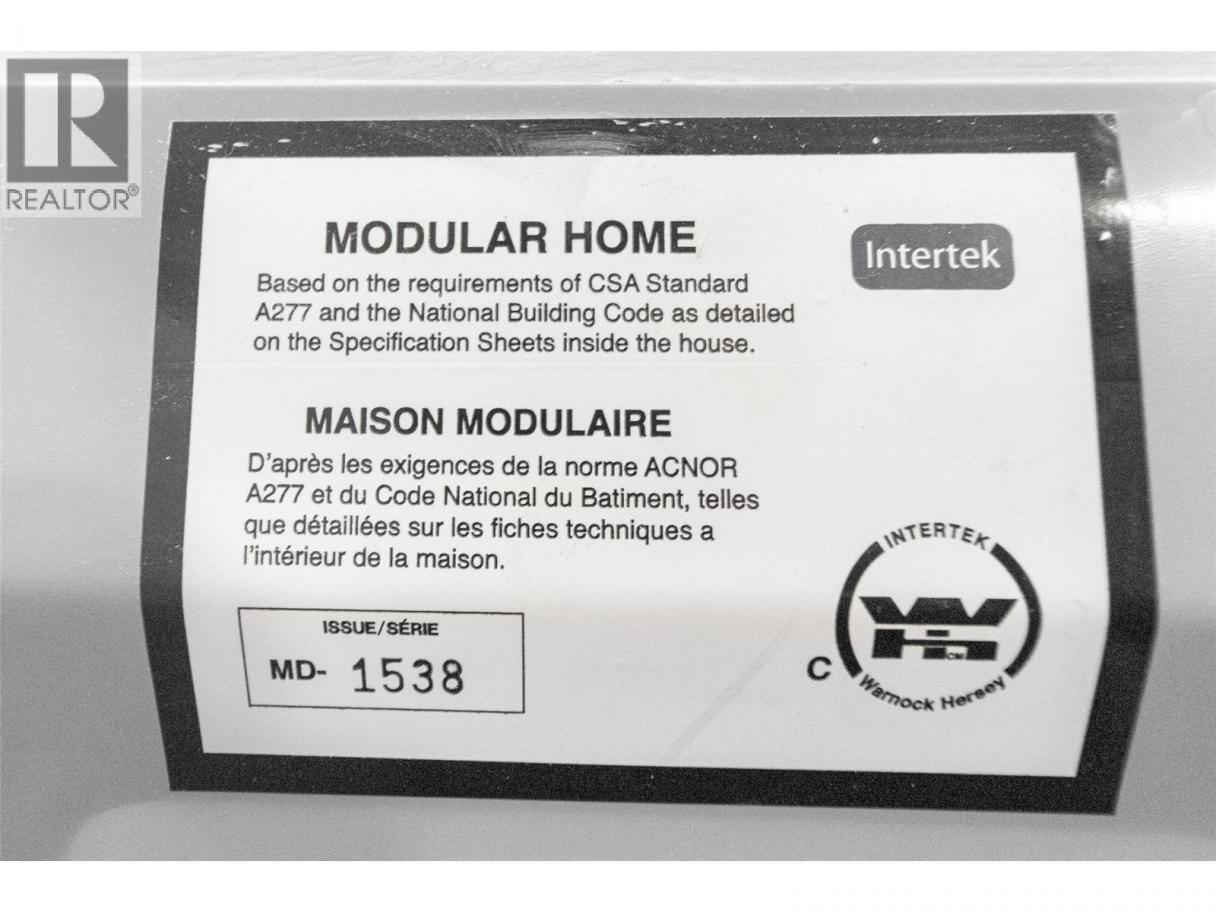 REALTOR®
MODULAR HOME
Intertek
Based on the requirements of CSA Standard
A277 and the National Building Code as detailed
on the Specification Sheets inside the house.
MAISON MODULAIRE
D'après les exigences de la norme ACNOR
A277 et du Code National du Batiment, telles
que détaillées sur les fiches techniques a
l'intérieur de la maison.
ISSUE/SÉRIE
MD- 1538
INTERTEK
WH
CM
C
Warnock Hersey